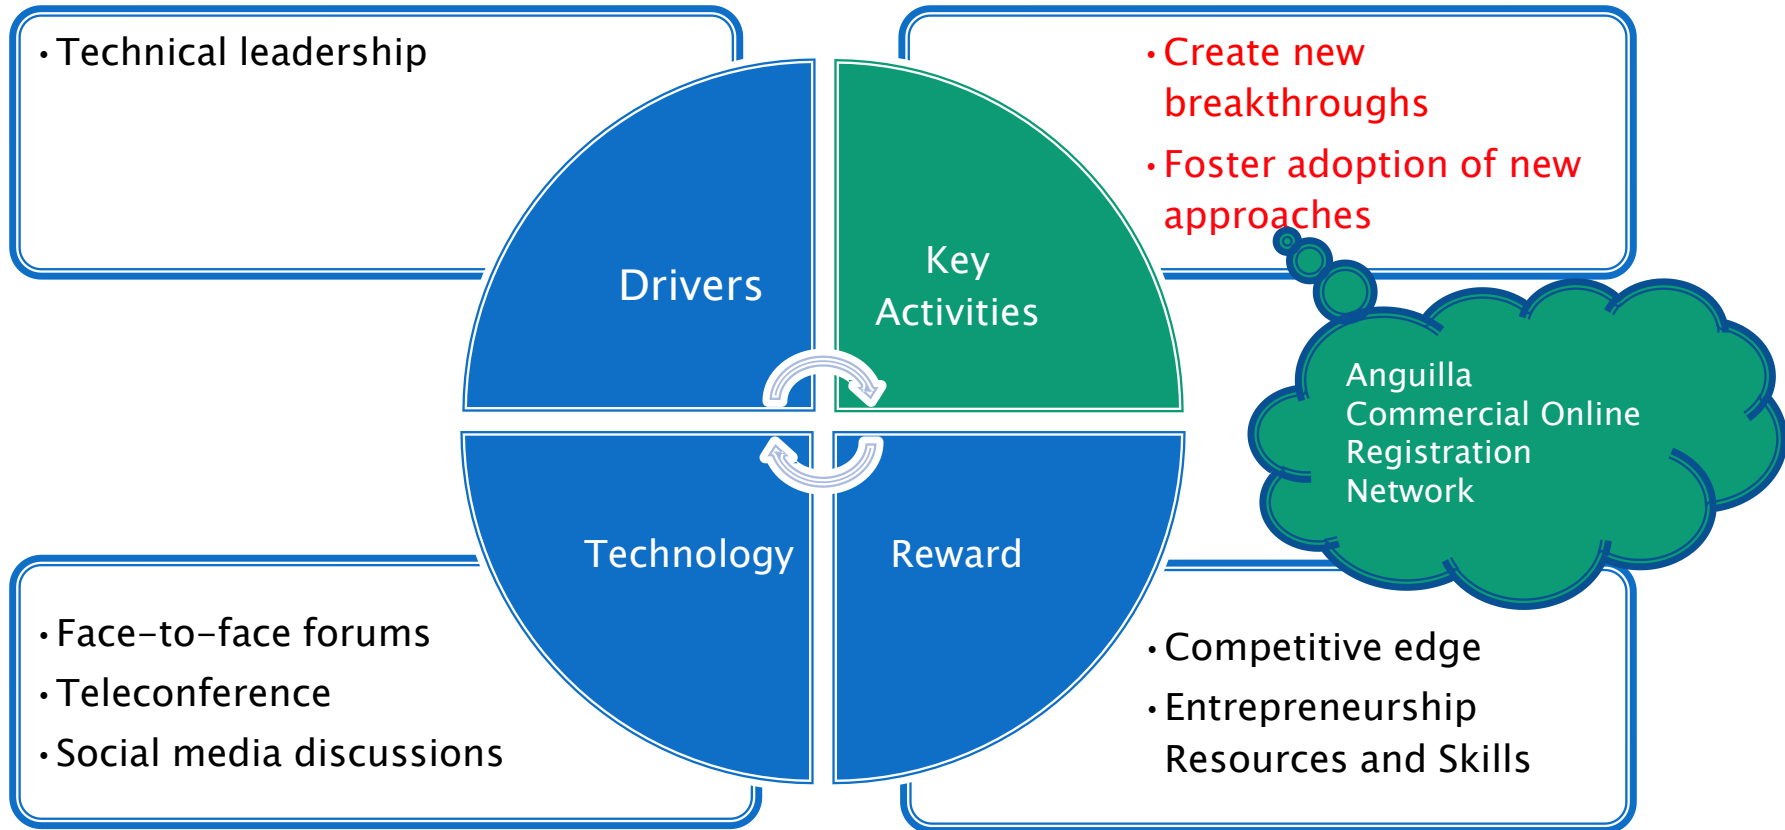 • Technical leadership
• Create new
breakthroughs
• Foster adoption of new
approaches
Drivers
Key
Activities
Anguilla
Commercial Online
Registration
Network
Technology
Reward
• Face-to-face forums
• Teleconference
• Social media discussions
• Competitive edge
• Entrepreneurship
Resources and Skills